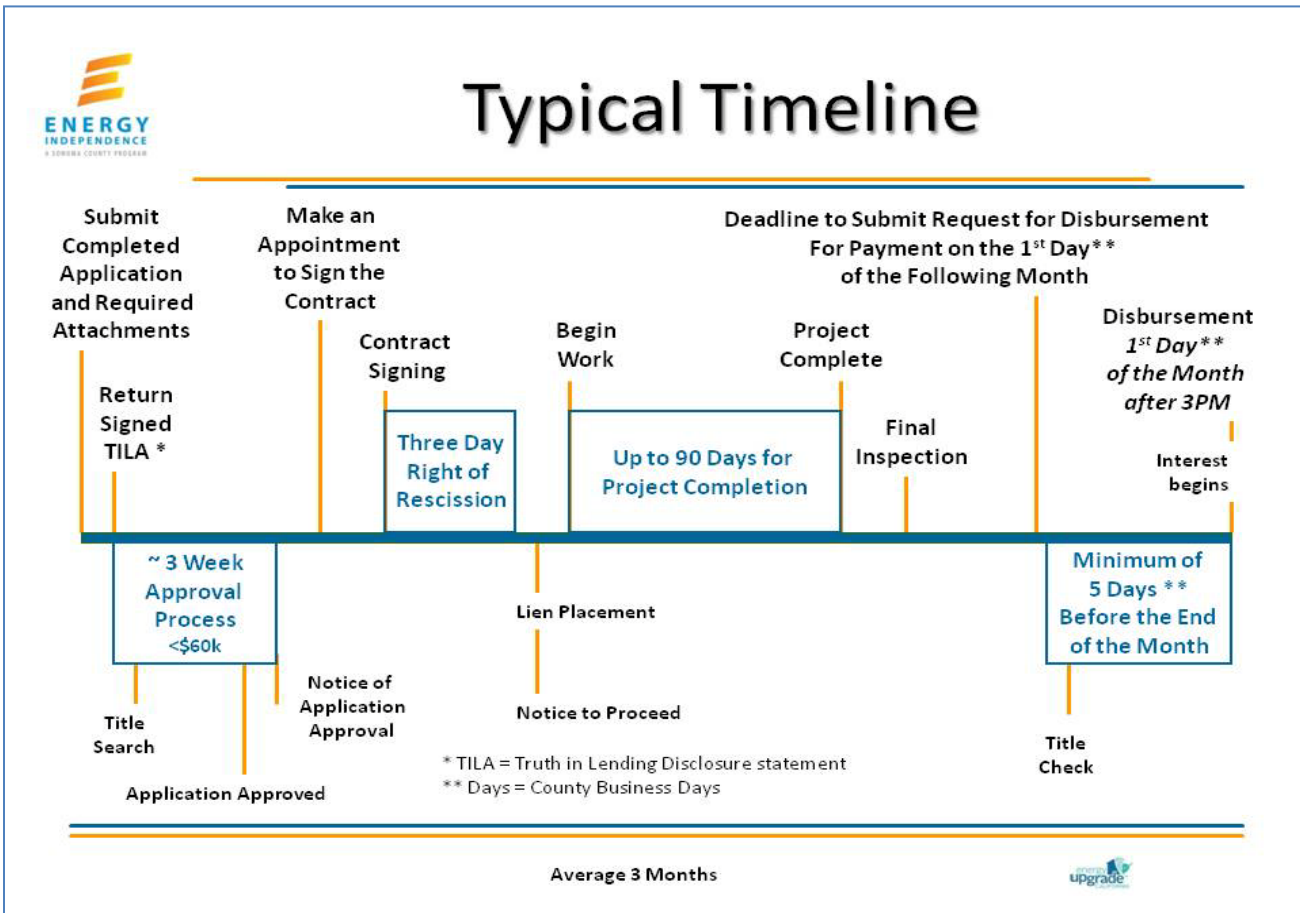 ENERGY
INDEPENDENCE
A SONOMA COUNTY PROGRAM
Typical Timeline
Submit
Completed
Application
and Required
Attachments
Return
Signed
TILA *
Make an
Appointment
to Sign the
Contract
Contract
Signing
Three Day
Right of
Rescission
Begin
Work
Up to 90 Days for
Project Completion
Project
Complete
Final
Inspection
Deadline to Submit Request for Disbursement
For Payment on the 1st Day**
of the Following Month
Disbursement
1st Day**
of the Month
after 3PM
Interest
begins
~ 3 Week
Approval
Process
<$60k
Title
Search
Application Approved
Notice of
Application
Approval
Lien Placement
Notice to Proceed
Minimum of
5 Days **
Before the End
of the Month
Title
Check
* TILA = Truth in Lending Disclosure statement
** Days = County Business Days
Average 3 Months
energy
upgrade
CALIFORNIA